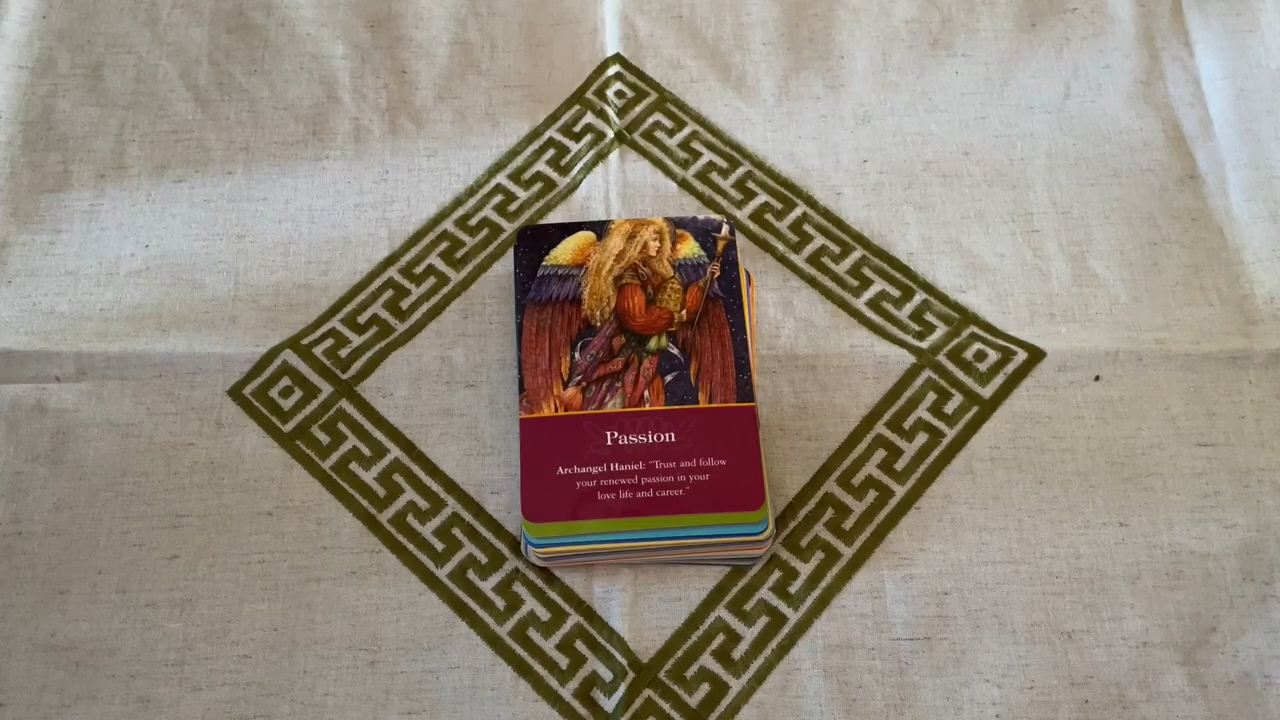 Passion
Archangel Haniel: “Trust and follow
your renewed passion in your
love life and career.”